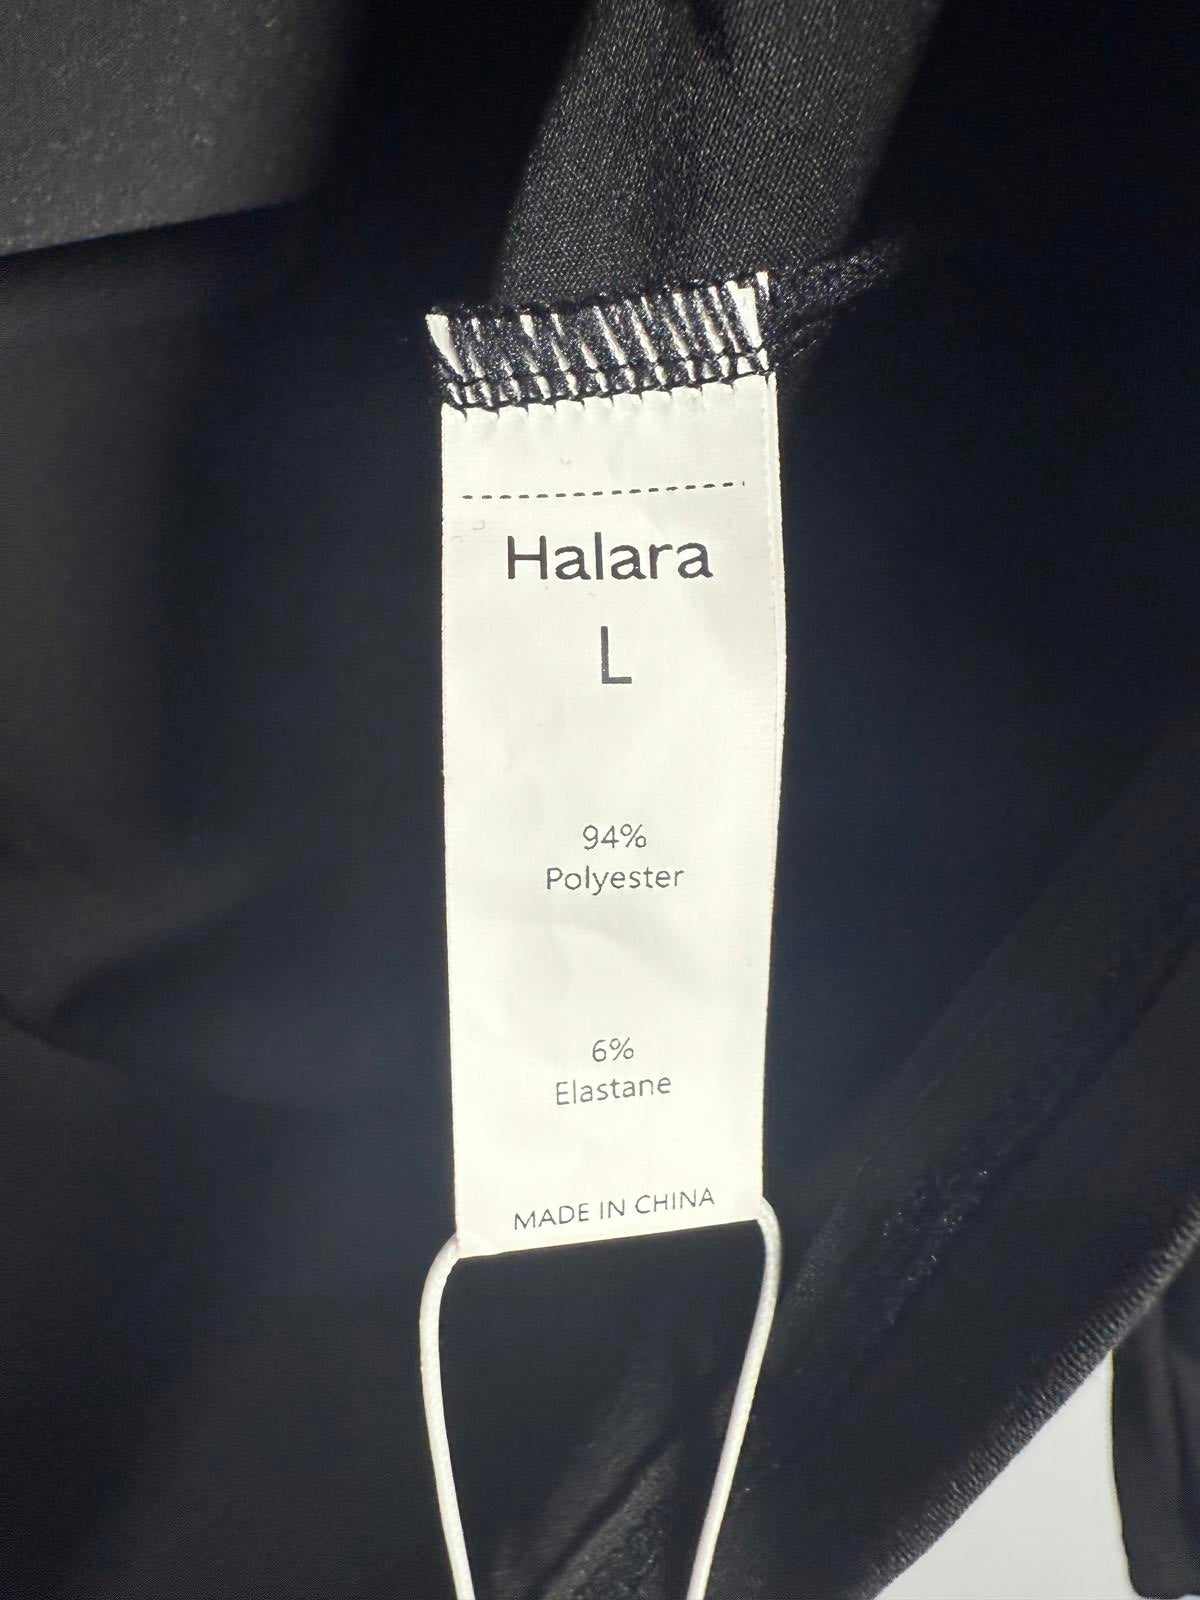 Halara
L
94%
Polyester
6%
Elastane
MADE IN CHINA